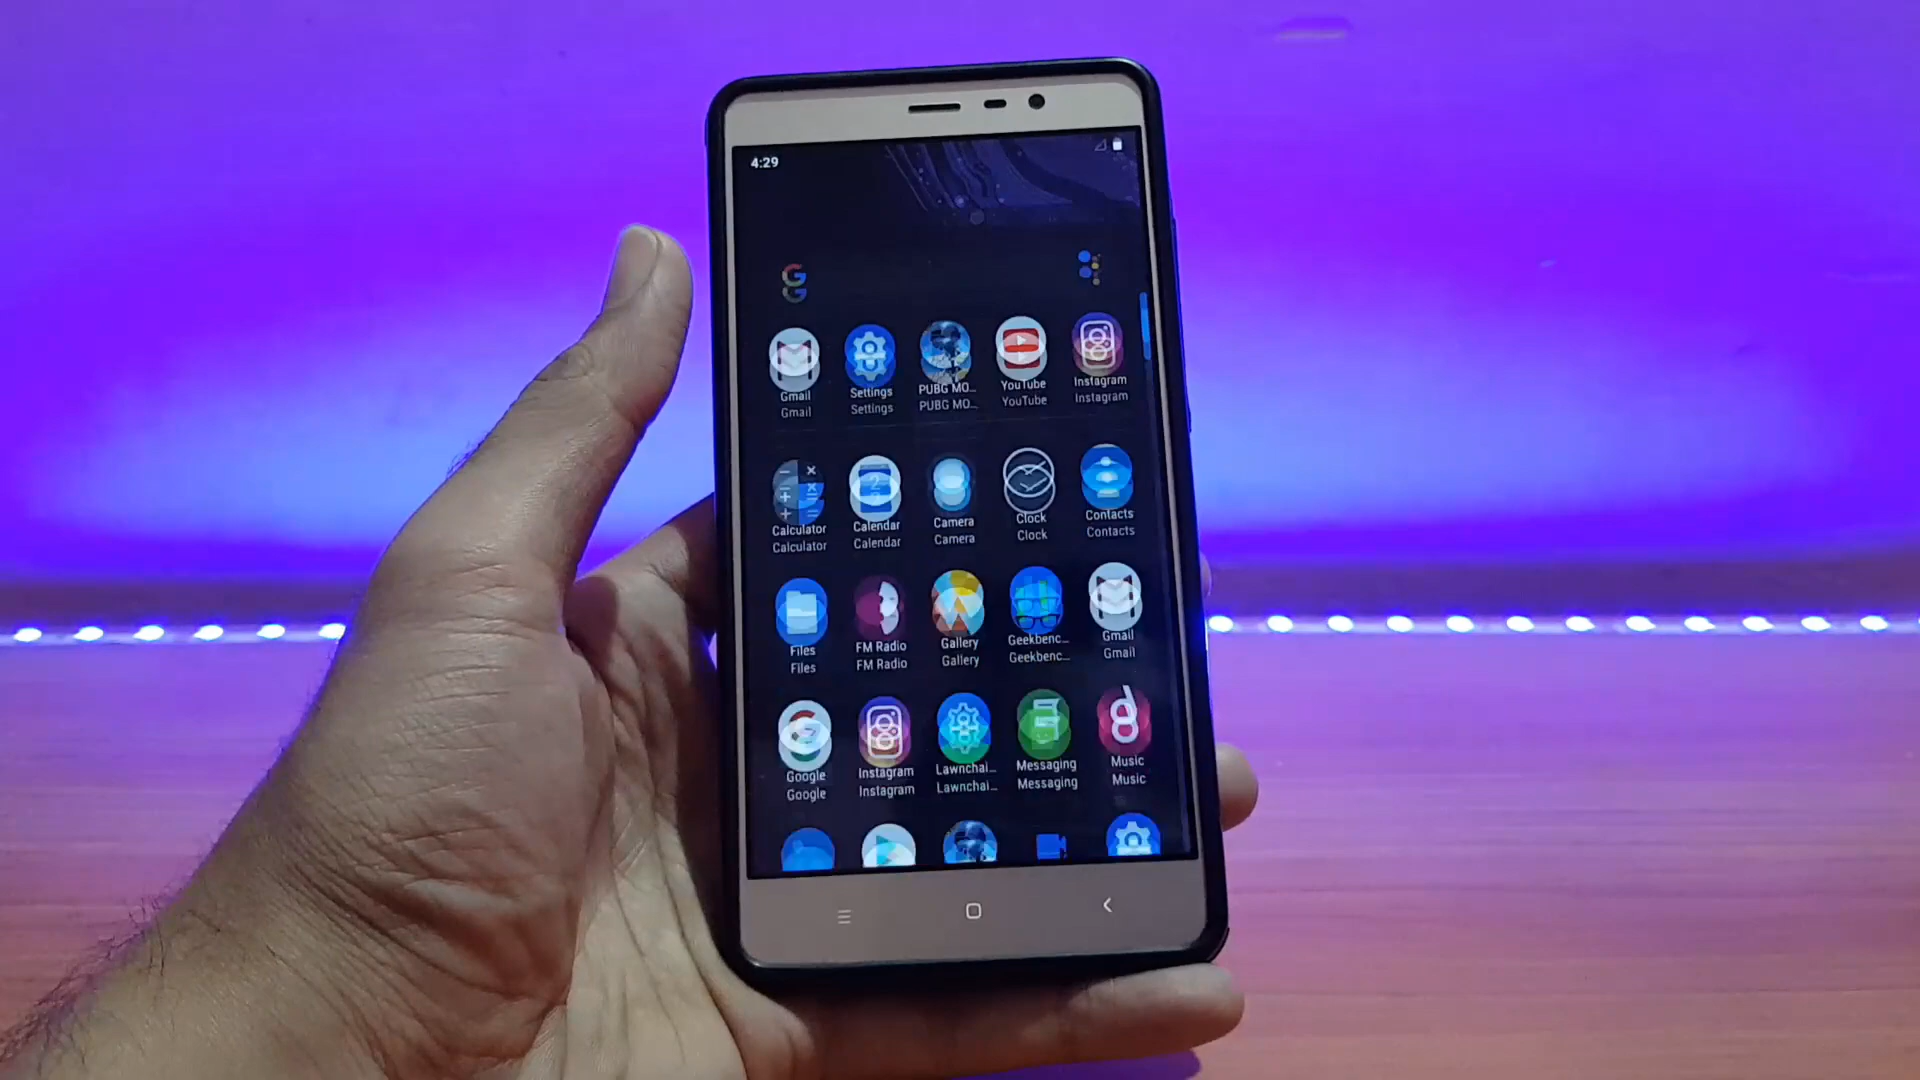 4:29
G
G
Gmail Settings PUBG MO... YouTube Instagram
Gmail Settings PUBG MO... YouTube Instagram
Calculator Calendar Camera Clock Contacts
Calculator Calendar Camera Clock Contacts
Files FM Radio Gallery Geekbenc... Gmail
Files FM Radio Gallery Geekbenc... Gmail
Google Instagram Lawnchai... Messaging Music
Google Instagram Lawnchai... Messaging Music